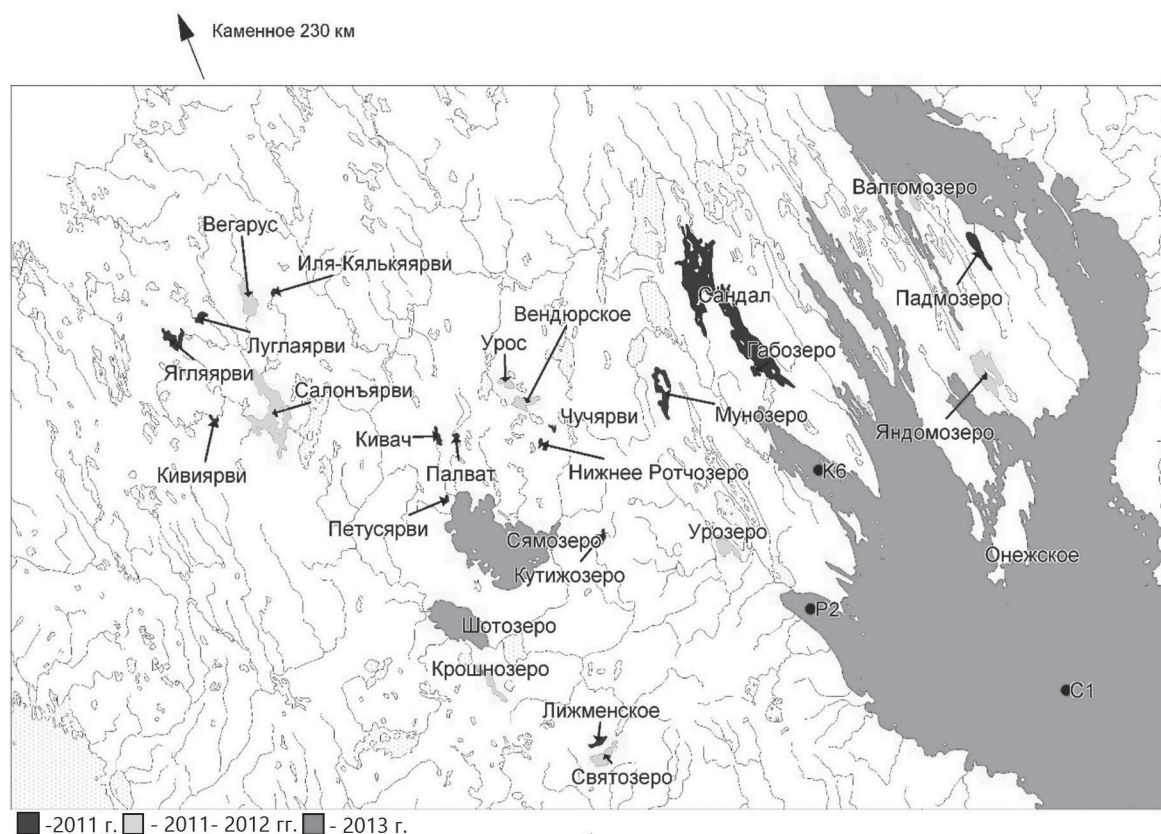 Каменное 230 км
Валгомозеро
Вегарус
Иля-Кялькяярви
Сандал
Падмозеро
Вендюрское
Луглаярви
Урос
Габозеро
Ягляярви
Салонъярви
Чучярви
Мунозеро
Яндомозеро
Кивач
Кивиярви
Палват
Нижнее Ротчозеро
К6
Петусярви
Сямозеро
Урозеро
Онежское
Кутижозеро
Р2
Шотозеро
Крошнозеро
С1
Лижменское
Святозеро
-2011 г. - 2011- 2012 гг. - 2013 г.